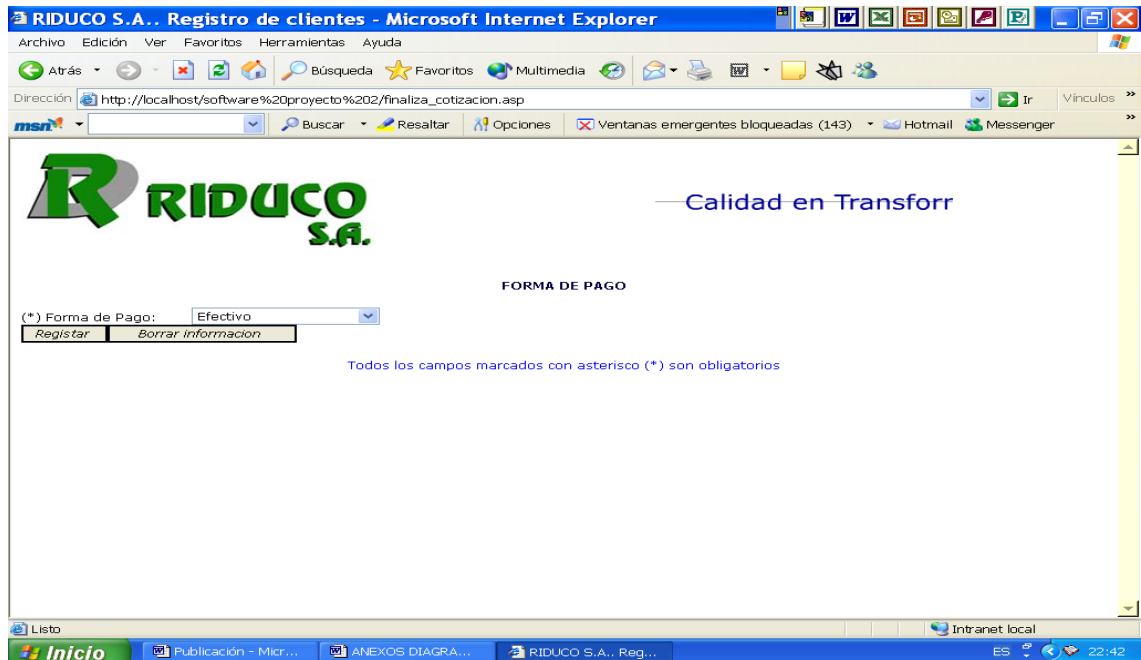 RIDUCO S.A.. Registro de clientes - Microsoft Internet Explorer
Archivo Edición Ver Favoritos Herramientas Ayuda
Atrás Búsqueda Favoritos Multimedia
Dirección http://localhost/software%20proyecto%202/finaliza_cotizacion.asp Ir Vínculos »
msn Buscar Resaltar Opciones Ventanas emergentes bloqueadas (143) Hotmail Messenger »
R RIDUCO
S.A.
Calidad en Transforr
FORMA DE PAGO
(*) Forma de Pago: Efectivo
Registar Borrar informacion
Todos los campos marcados con asterisco (*) son obligatorios
Listo Intranet local
Inicio Publicación - Micr... ANEXOS DIAGRA... RIDUCO S.A.. Reg... ES 22:42